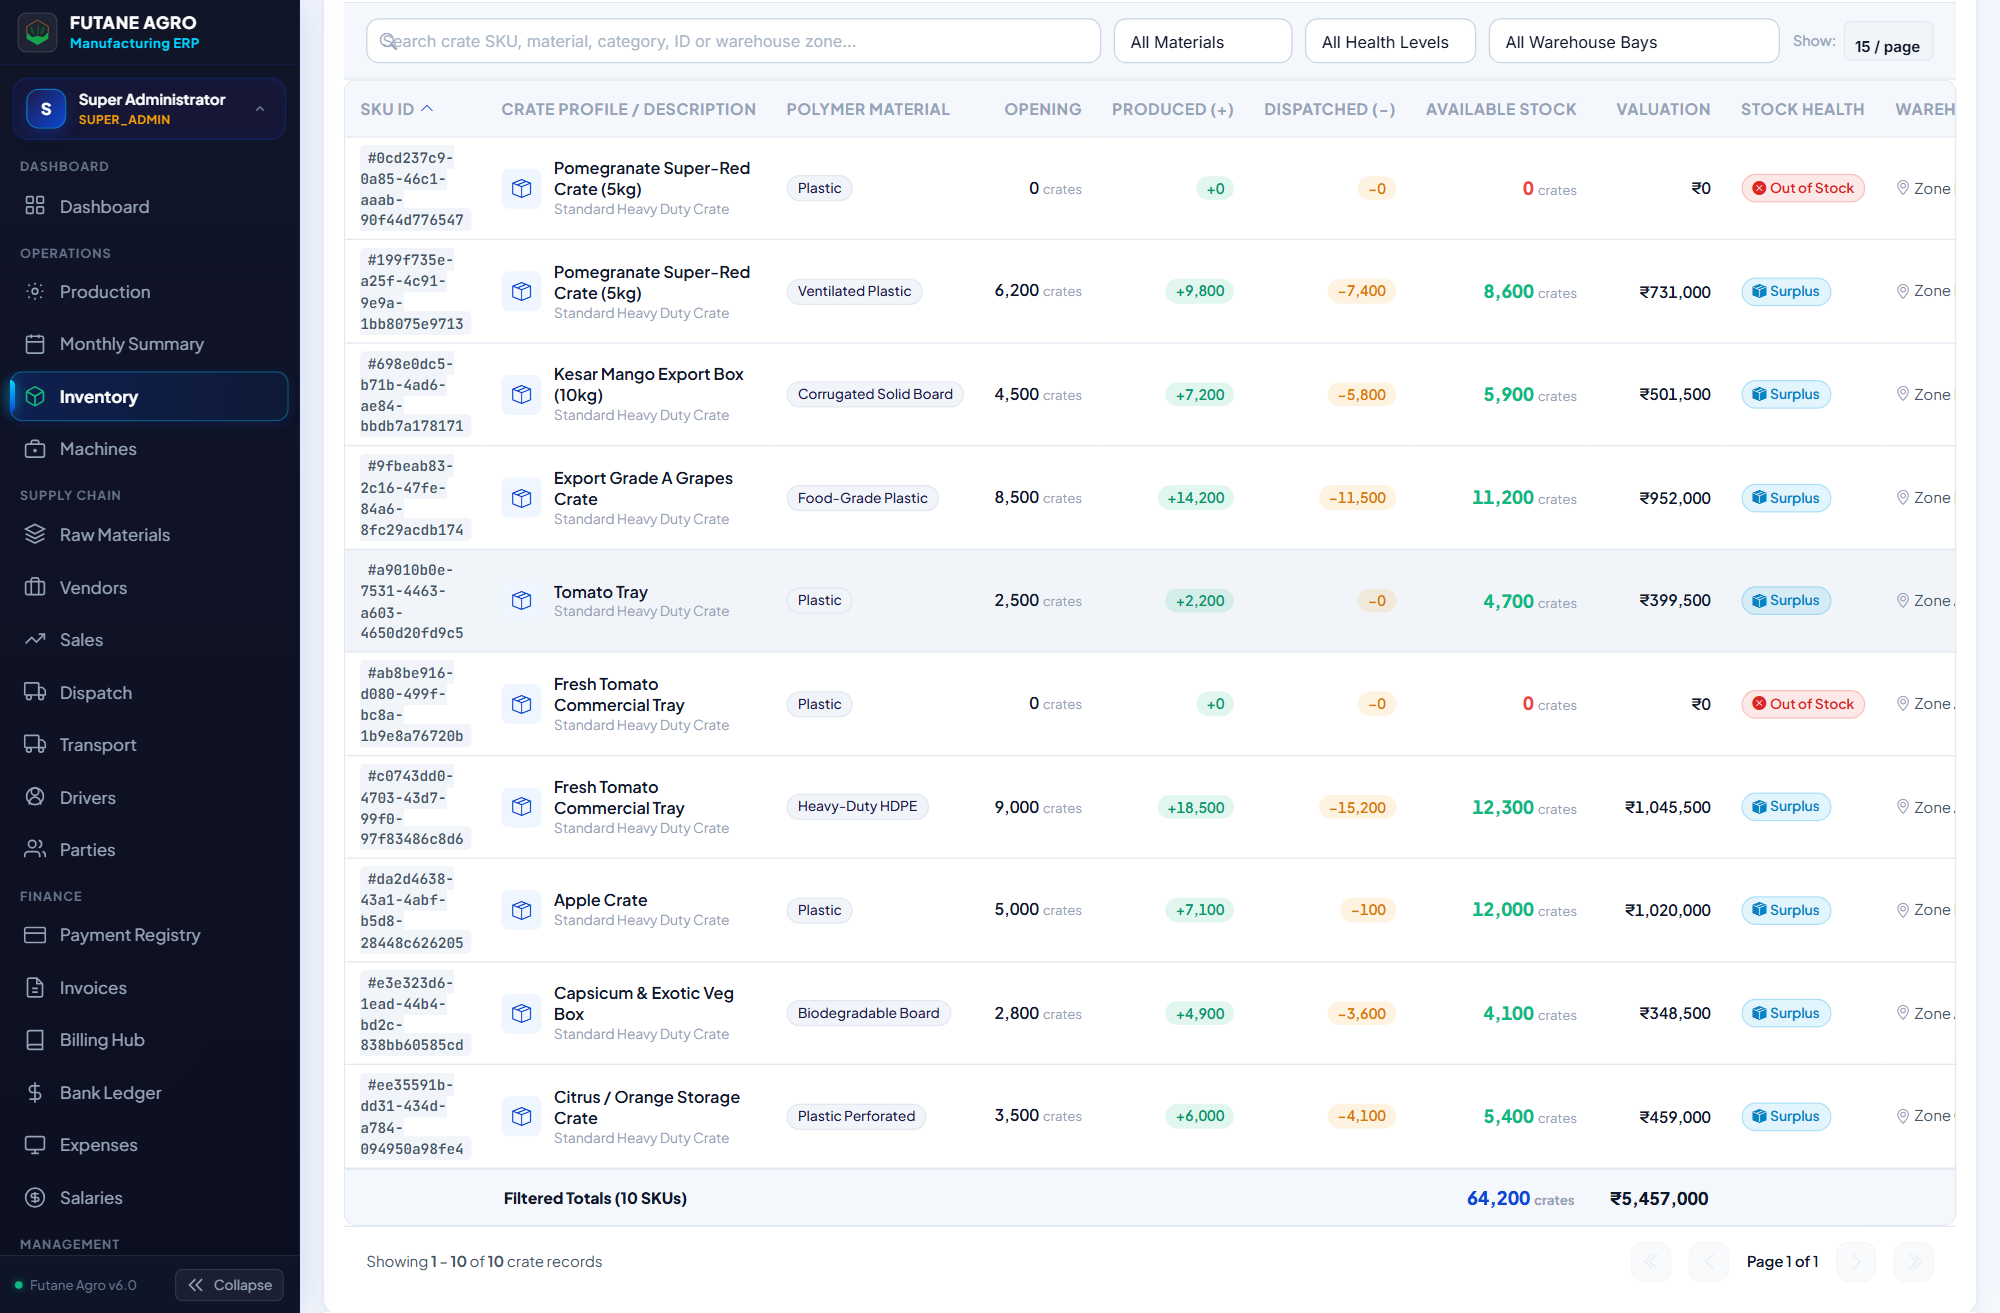 FUTANE AGRO
Manufacturing ERP
S
Super Administrator
SUPER_ADMIN
DASHBOARD
Dashboard
OPERATIONS
Production
Monthly Summary
Inventory
Machines
SUPPLY CHAIN
Raw Materials
Vendors
Sales
Dispatch
Transport
Drivers
Parties
FINANCE
Payment Registry
Invoices
Billing Hub
Bank Ledger
Expenses
Salaries
MANAGEMENT
Futane Agro v6.0
Collapse
Search crate SKU, material, category, ID or warehouse zone...
All Materials
All Health Levels
All Warehouse Bays
Show:
15 / page
SKU ID CRATE PROFILE / DESCRIPTION POLYMER MATERIAL OPENING PRODUCED (+) DISPATCHED (−) AVAILABLE STOCK VALUATION STOCK HEALTH WAREH
#0cd237c9-
0a85-46c1-
aaab-
90f44d776547
Pomegranate Super-Red
Crate (5kg)
Standard Heavy Duty Crate
Plastic 0 crates +0 −0 0 crates ₹0 Out of Stock Zone
#199f735e-
a25f-4c91-
9e9a-
1bb8075e9713
Pomegranate Super-Red
Crate (5kg)
Standard Heavy Duty Crate
Ventilated Plastic 6,200 crates +9,800 −7,400 8,600 crates ₹731,000 Surplus Zone
#698e0dc5-
b71b-4ad6-
ae84-
bbdb7a178171
Kesar Mango Export Box
(10kg)
Standard Heavy Duty Crate
Corrugated Solid Board 4,500 crates +7,200 −5,800 5,900 crates ₹501,500 Surplus Zone
#9fbeab83-
2c16-47fe-
84a6-
8fc29acdb174
Export Grade A Grapes
Crate
Standard Heavy Duty Crate
Food-Grade Plastic 8,500 crates +14,200 −11,500 11,200 crates ₹952,000 Surplus Zone
#a9010b0e-
7531-4463-
a603-
4650d20fd9c5
Tomato Tray
Standard Heavy Duty Crate
Plastic 2,500 crates +2,200 −0 4,700 crates ₹399,500 Surplus Zone
#ab8be916-
d080-499f-
bc8a-
1b9e8a76720b
Fresh Tomato
Commercial Tray
Standard Heavy Duty Crate
Plastic 0 crates +0 −0 0 crates ₹0 Out of Stock Zone
#c0743dd0-
4703-43d7-
99f0-
97f83486c8d6
Fresh Tomato
Commercial Tray
Standard Heavy Duty Crate
Heavy-Duty HDPE 9,000 crates +18,500 −15,200 12,300 crates ₹1,045,500 Surplus Zone
#da2d4638-
43a1-4abf-
b5d8-
28448c626205
Apple Crate
Standard Heavy Duty Crate
Plastic 5,000 crates +7,100 −100 12,000 crates ₹1,020,000 Surplus Zone
#e3e323d6-
1ead-44b4-
bd2c-
838bb60585cd
Capsicum & Exotic Veg
Box
Standard Heavy Duty Crate
Biodegradable Board 2,800 crates +4,900 −3,600 4,100 crates ₹348,500 Surplus Zone
#ee35591b-
dd31-434d-
a784-
094950a98fe4
Citrus / Orange Storage
Crate
Standard Heavy Duty Crate
Plastic Perforated 3,500 crates +6,000 −4,100 5,400 crates ₹459,000 Surplus Zone
Filtered Totals (10 SKUs) 64,200 crates ₹5,457,000
Showing 1 - 10 of 10 crate records
Page 1 of 1